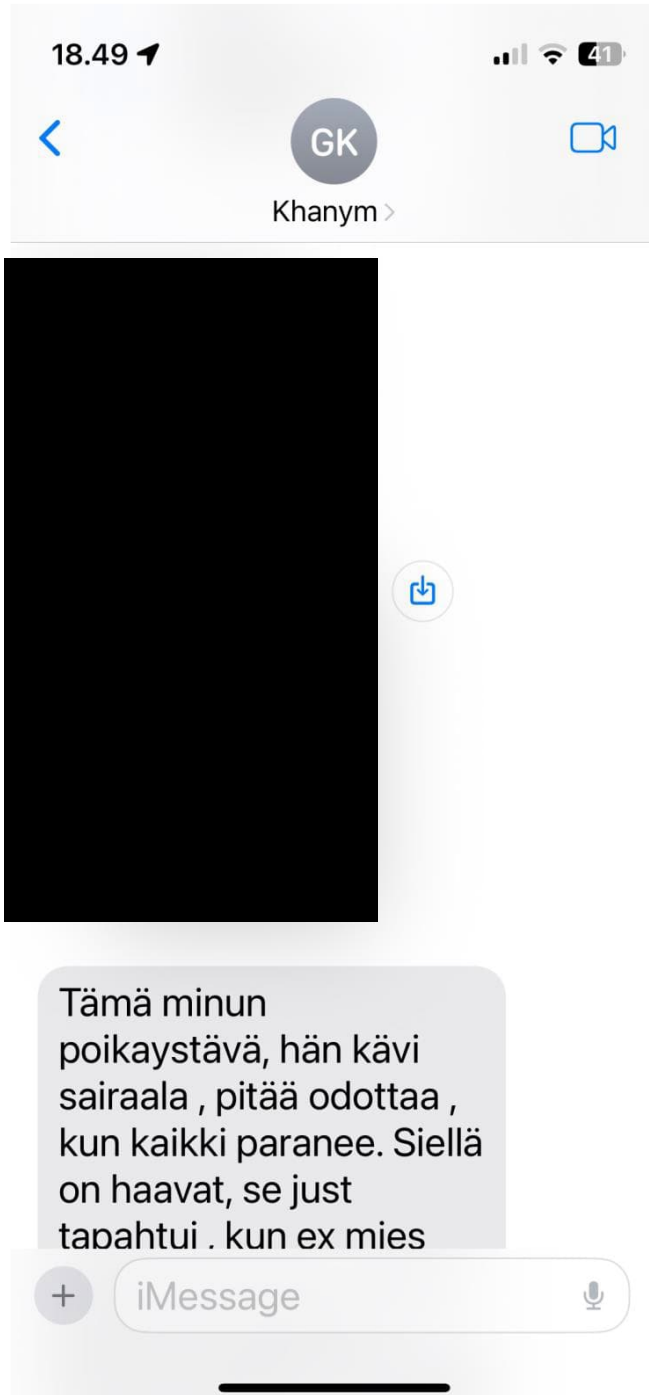 18.49
41
GK
Khanym
Tämä minun
poikaystävä, hän kävi
sairaala , pitää odottaa ,
kun kaikki paranee. Siellä
on haavat, se just
tapahtui , kun ex mies
iMessage